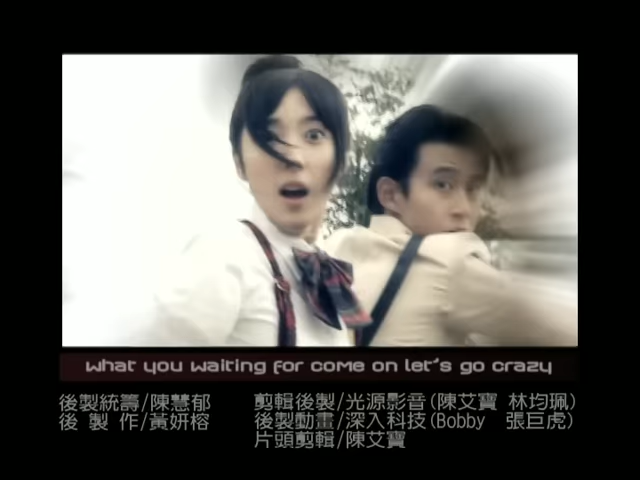 what you waiting for come on let's go crazy
後製統籌/陳慧郁
後 製 作/黃妍榕
剪輯後製/光源影音(陳艾寶 林均珮)
後製動畫/深入科技(Bobby 張巨虎)
片頭剪輯/陳艾寶